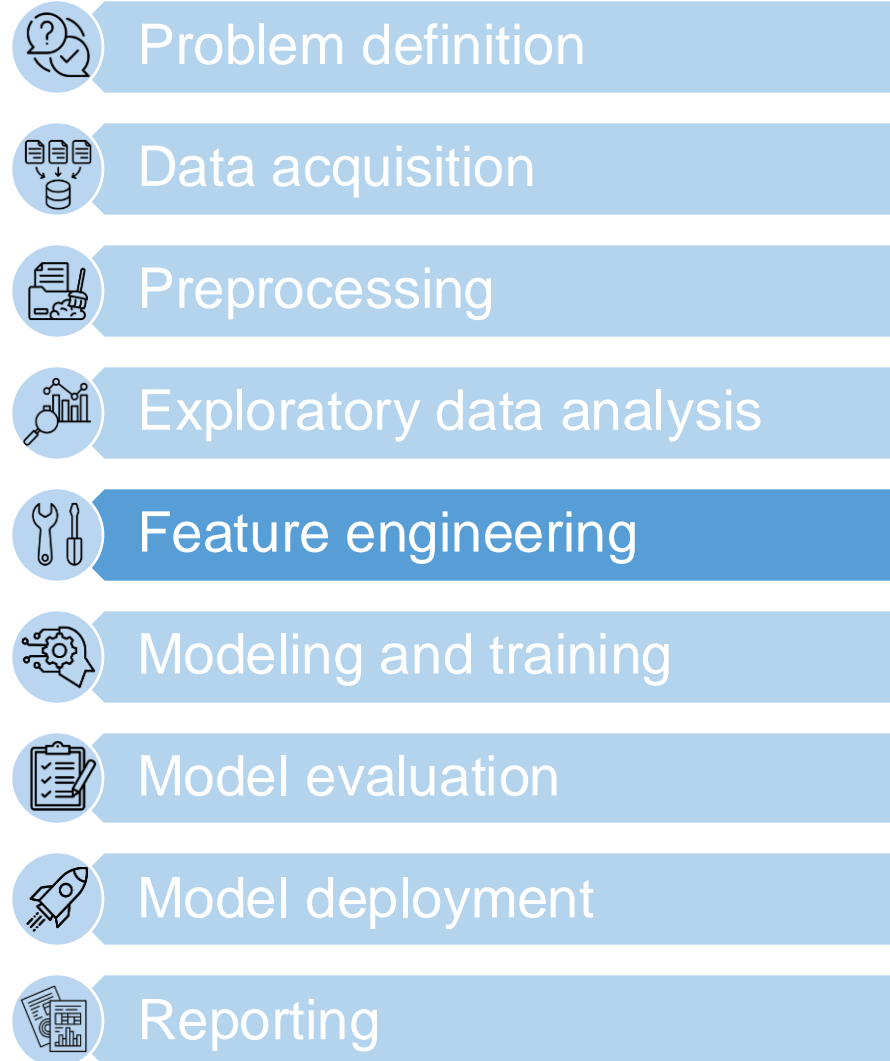 Problem definition
Data acquisition
Preprocessing
Exploratory data analysis
Feature engineering
Modeling and training
Model evaluation
Model deployment
Reporting